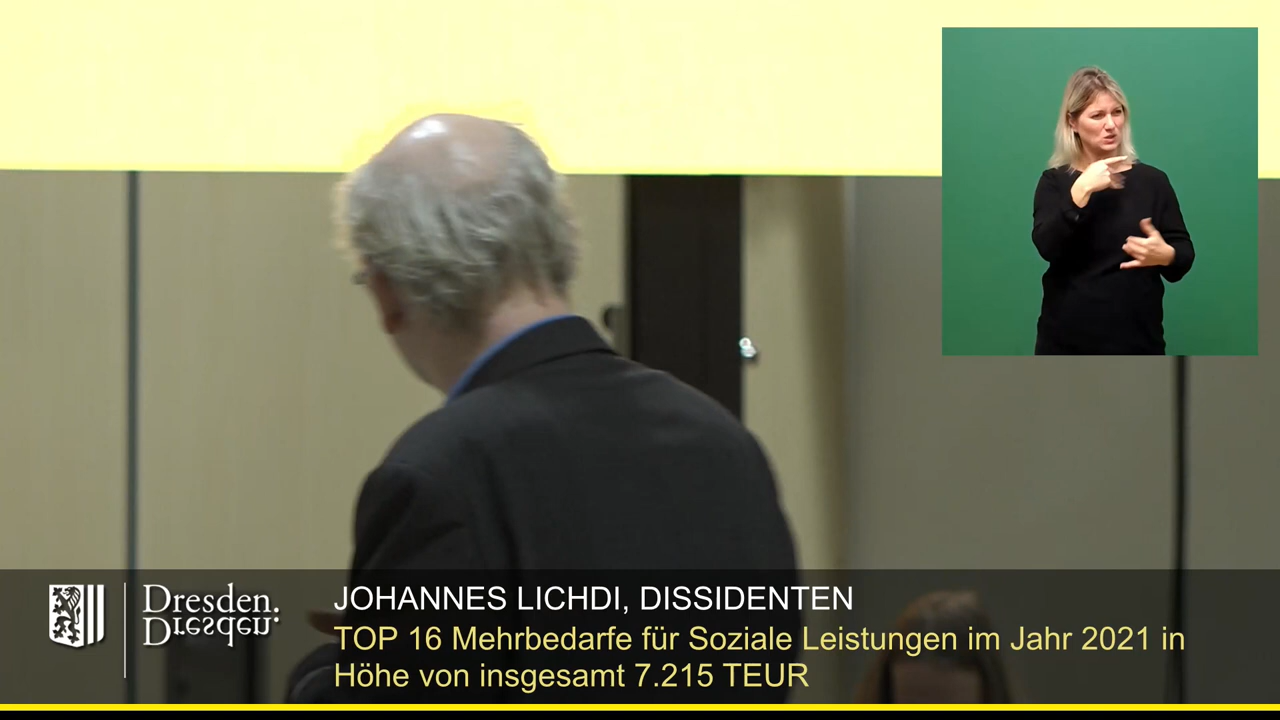 Dresden.
Dresden.
JOHANNES LICHDI, DISSIDENTEN
TOP 16 Mehrbedarfe für Soziale Leistungen im Jahr 2021 in
Höhe von insgesamt 7.215 TEUR